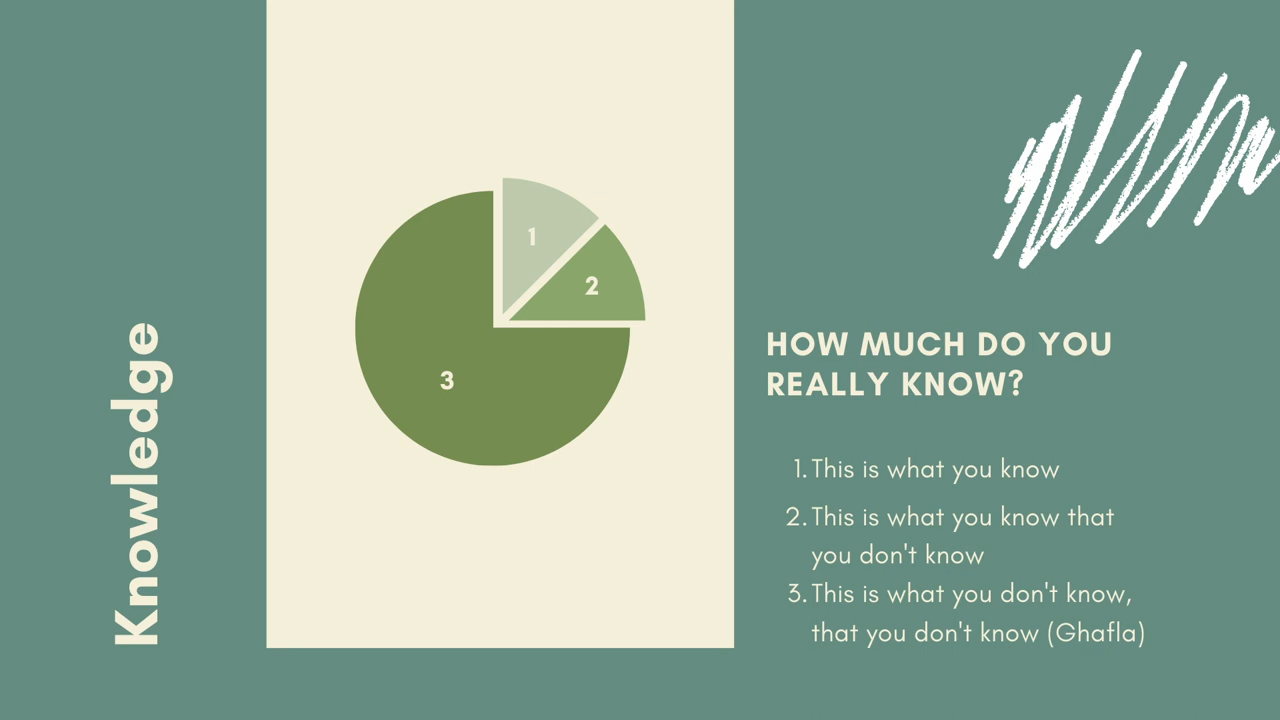 Knowledge
1
2
3
HOW MUCH DO YOU
REALLY KNOW?
1. This is what you know
2. This is what you know that
you don't know
3. This is what you don't know,
that you don't know (Ghafla)